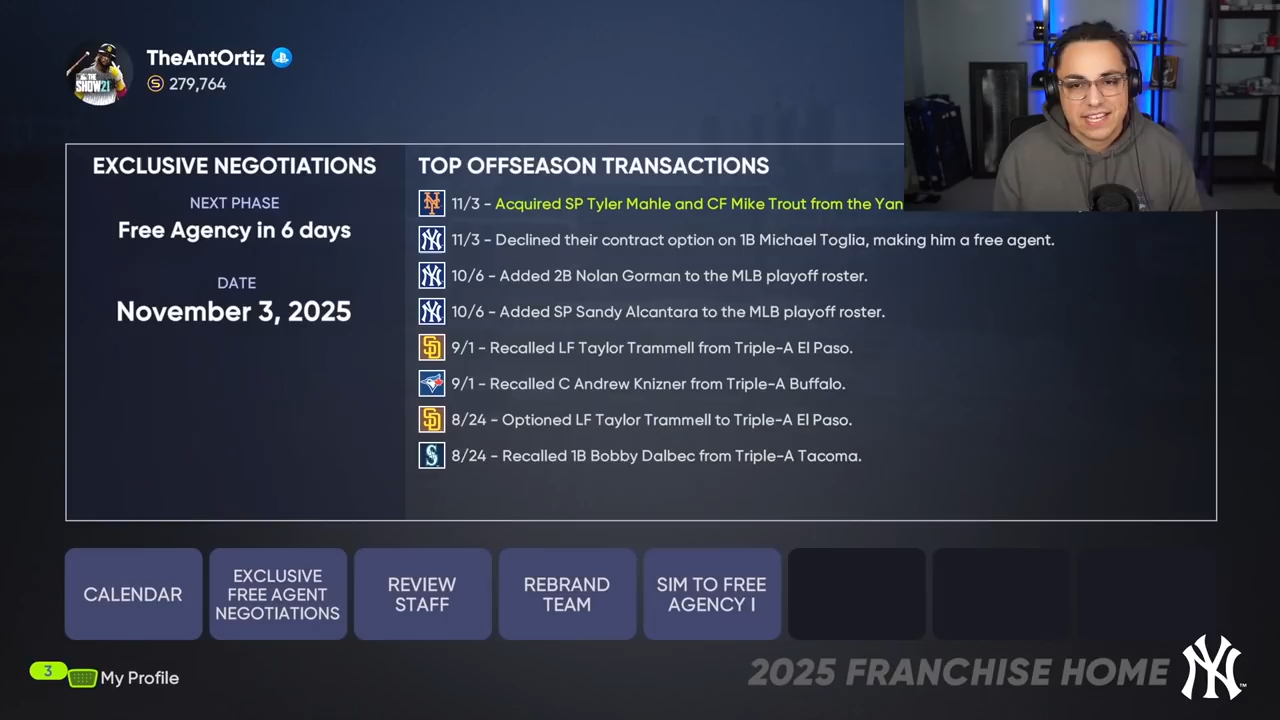 TheAntOrtiz
279,764
THE SHOW21
EXCLUSIVE NEGOTIATIONS
NEXT PHASE
Free Agency in 6 days
DATE
November 3, 2025
TOP OFFSEASON TRANSACTIONS
11/3 - Acquired SP Tyler Mahle and CF Mike Trout from the Yan
11/3 - Declined their contract option on 1B Michael Toglia, making him a free agent.
10/6 - Added 2B Nolan Gorman to the MLB playoff roster.
10/6 - Added SP Sandy Alcantara to the MLB playoff roster.
9/1 - Recalled LF Taylor Trammell from Triple-A El Paso.
9/1 - Recalled C Andrew Knizner from Triple-A Buffalo.
8/24 - Optioned LF Taylor Trammell to Triple-A El Paso.
8/24 - Recalled 1B Bobby Dalbec from Triple-A Tacoma.
CALENDAR
EXCLUSIVE
FREE AGENT
NEGOTIATIONS
REVIEW
STAFF
REBRAND
TEAM
SIM TO FREE
AGENCY I
3
My Profile
2025 FRANCHISE HOME
NY